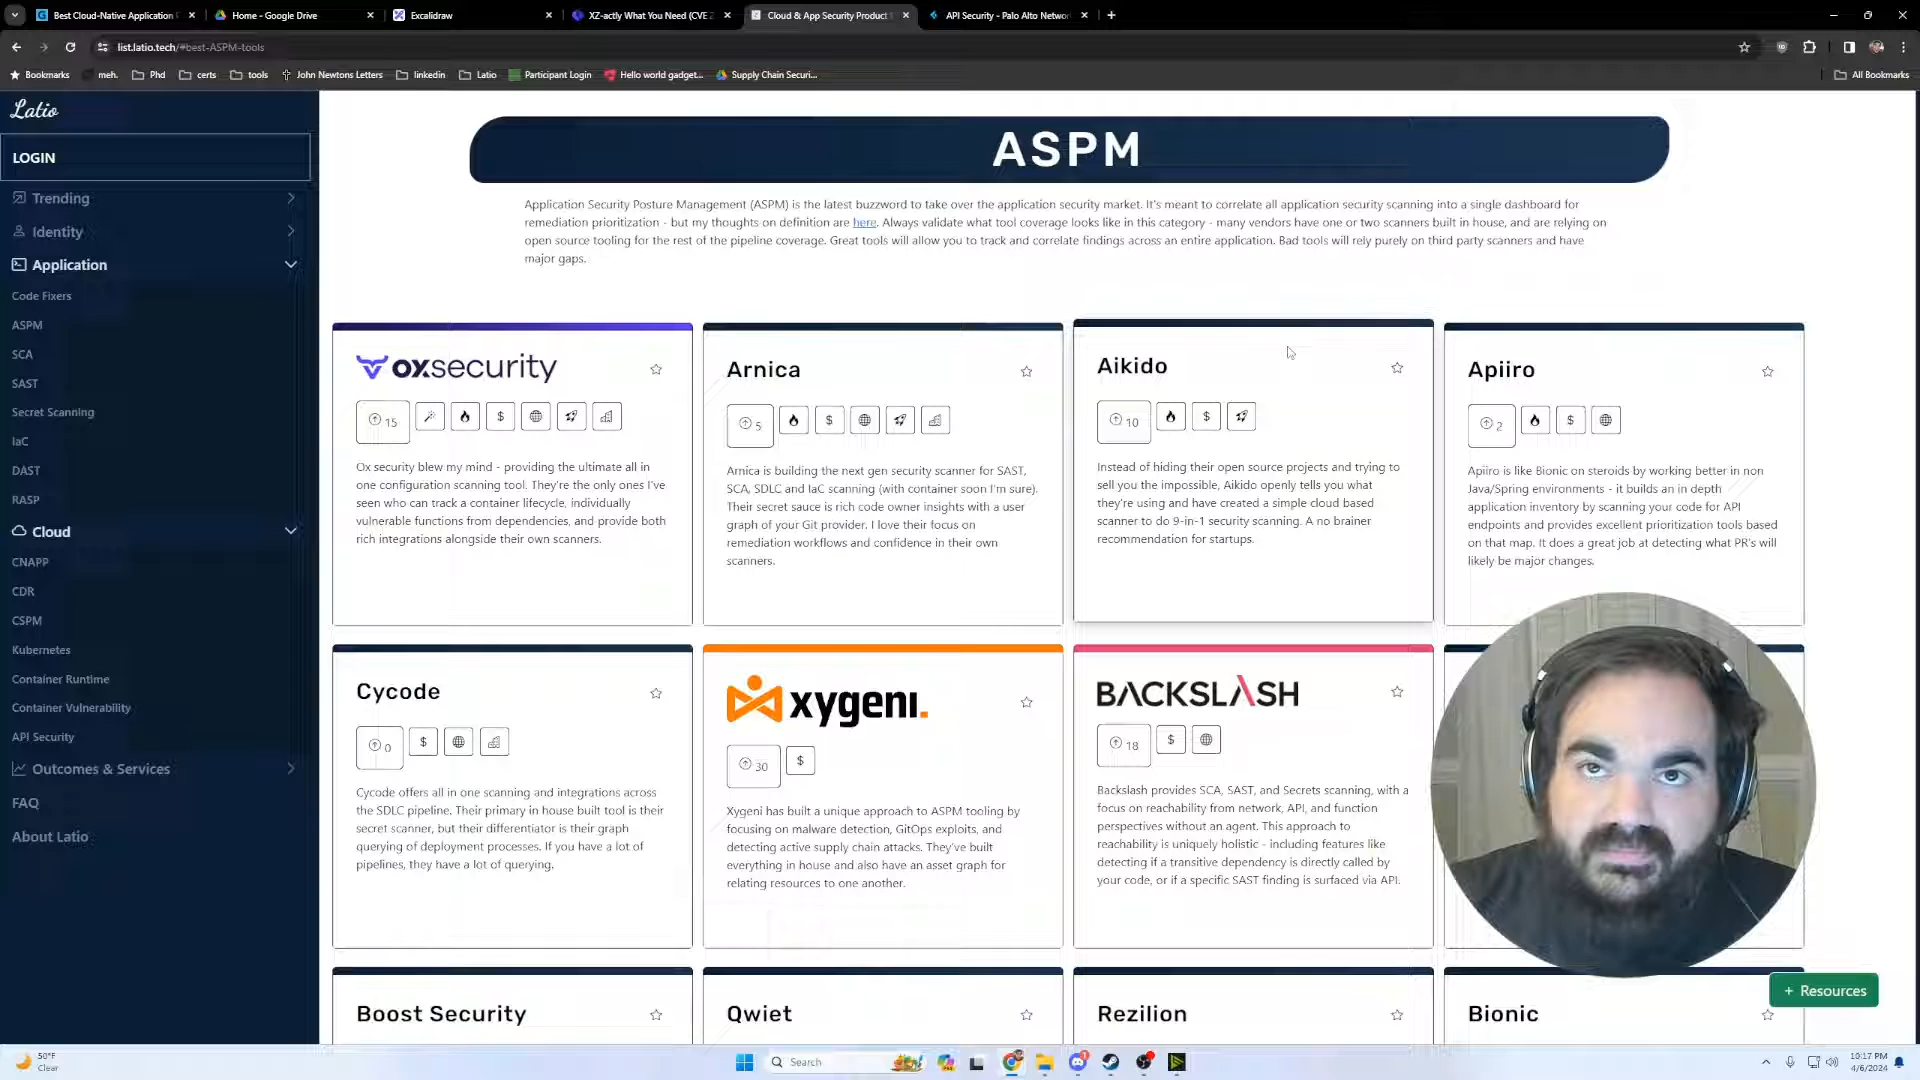 Best Cloud-Native Application
Home - Google Drive
Excalidraw
XZ-actly What You Need (CVE
Cloud & App Security Product
API Security - Palo Alto Networ
list.latio.tech/#best-ASPM-tools
Bookmarks
meh.
Phd
certs
tools
John Newtons Letters
linkedin
Latio
Participant Login
Hello world gadget...
Supply Chain Securi...
All Bookmarks
Latio
LOGIN
Trending
Identity
Application
Code Fixers
ASPM
SCA
SAST
Secret Scanning
IaC
DAST
RASP
Cloud
CNAPP
CDR
CSPM
Kubernetes
Container Runtime
Container Vulnerability
API Security
Outcomes & Services
FAQ
About Latio
ASPM
Application Security Posture Management (ASPM) is the latest buzzword to take over the application security market. It's meant to correlate all application security scanning into a single dashboard for
remediation prioritization - but my thoughts on definition are here. Always validate what tool coverage looks like in this category - many vendors have one or two scanners built in house, and are relying on
open source tooling for the rest of the pipeline coverage. Great tools will allow you to track and correlate findings across an entire application. Bad tools will rely purely on third party scanners and have
major gaps.
oxsecurity
15
$
Ox security blew my mind - providing the ultimate all in
one configuration scanning tool. They're the only ones I've
seen who can track a container lifecycle, individually
vulnerable functions from dependencies, and provide both
rich integrations alongside their own scanners.
Arnica
5
$
Arnica is building the next gen security scanner for SAST,
SCA, SDLC and IaC scanning (with container soon I'm sure).
Their secret sauce is rich code owner insights with a user
graph of your Git provider. I love their focus on
remediation workflows and confidence in their own
scanners.
Aikido
10
$
Instead of hiding their open source projects and trying to
sell you the impossible, Aikido openly tells you what
they're using and have created a simple cloud based
scanner to do 9-in-1 security scanning. A no brainer
recommendation for startups.
Apiiro
2
$
Apiiro is like Bionic on steroids by working better in non
Java/Spring environments - it builds an in depth
application inventory by scanning your code for API
endpoints and provides excellent prioritization tools based
on that map. It does a great job at detecting what PR's will
likely be major changes.
Cycode
0
$
Cycode offers all in one scanning and integrations across
the SDLC pipeline. Their primary in house built tool is their
secret scanner, but their differentiator is their graph
querying of deployment processes. If you have a lot of
pipelines, they have a lot of querying.
xygeni.
30
$
Xygeni has built a unique approach to ASPM tooling by
focusing on malware detection, GitOps exploits, and
detecting active supply chain attacks. They've built
everything in house and also have an asset graph for
relating resources to one another.
BACKSLASH
18
$
Backslash provides SCA, SAST, and Secrets scanning, with a
focus on reachability from network, API, and function
perspectives without an agent. This approach to
reachability is uniquely holistic - including features like
detecting if a transitive dependency is directly called by
your code, or if a specific SAST finding is surfaced via API.
Boost Security
Qwiet
Rezilion
Bionic
+ Resources
50°F
Clear
Search
10:17 PM
4/6/2024